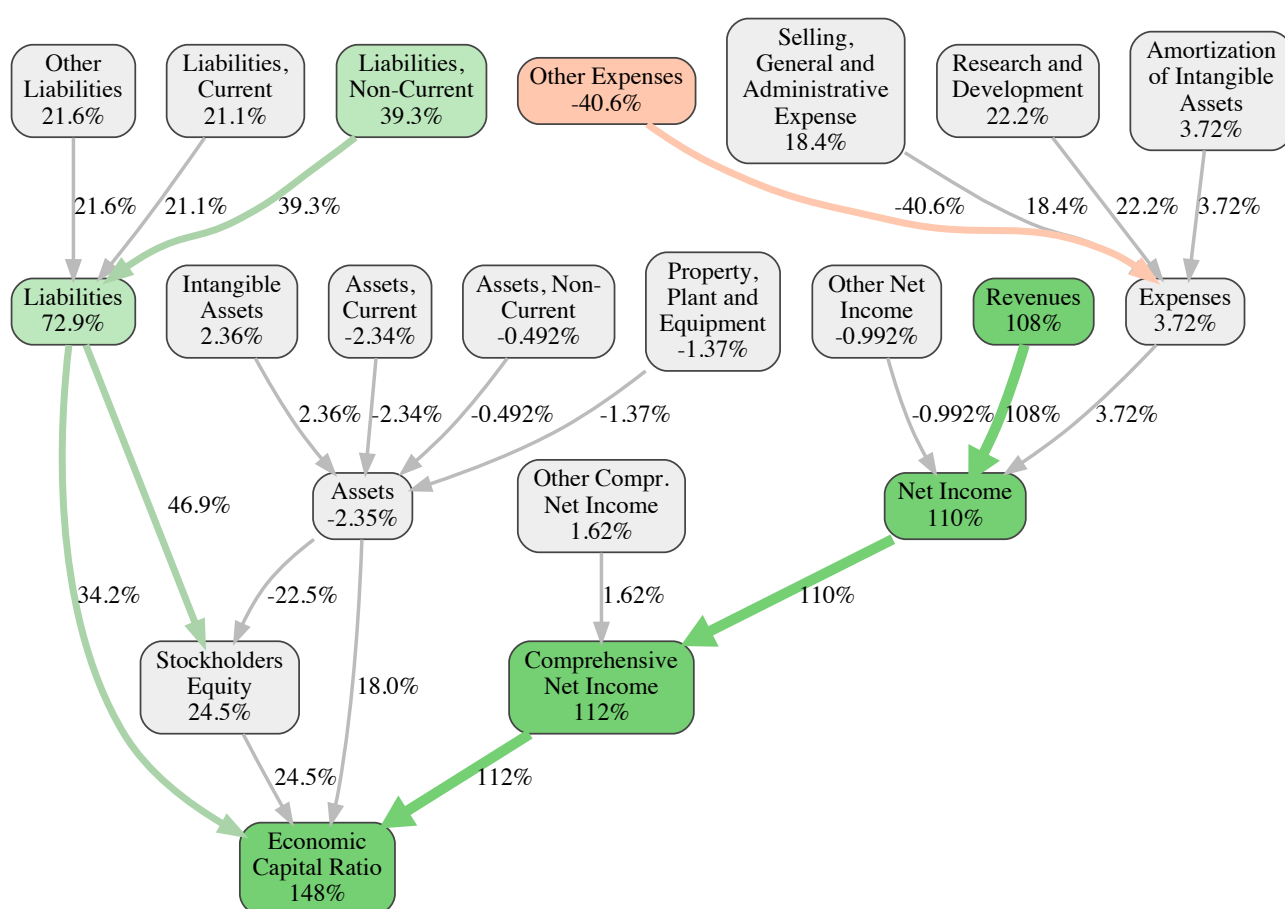 Other
Liabilities
21.6%
Liabilities,
Current
21.1%
Liabilities,
Non-Current
39.3%
Other Expenses
-40.6%
Selling,
General and
Administrative
Expense
18.4%
Research and
Development
22.2%
Amortization
of Intangible
Assets
3.72%
21.6%
21.1%
39.3%
-40.6%
18.4%
22.2%
3.72%
Liabilities
72.9%
Intangible
Assets
2.36%
Assets,
Current
-2.34%
Assets, Non-
Current
-0.492%
Property,
Plant and
Equipment
-1.37%
Other Net
Income
-0.992%
Revenues
108%
Expenses
3.72%
2.36%
-2.34%
-0.492%
-1.37%
-0.992%
108%
3.72%
46.9%
Assets
-2.35%
Other Compr.
Net Income
1.62%
Net Income
110%
34.2%
-22.5%
1.62%
110%
Stockholders
Equity
24.5%
18.0%
Comprehensive
Net Income
112%
24.5%
112%
Economic
Capital Ratio
148%